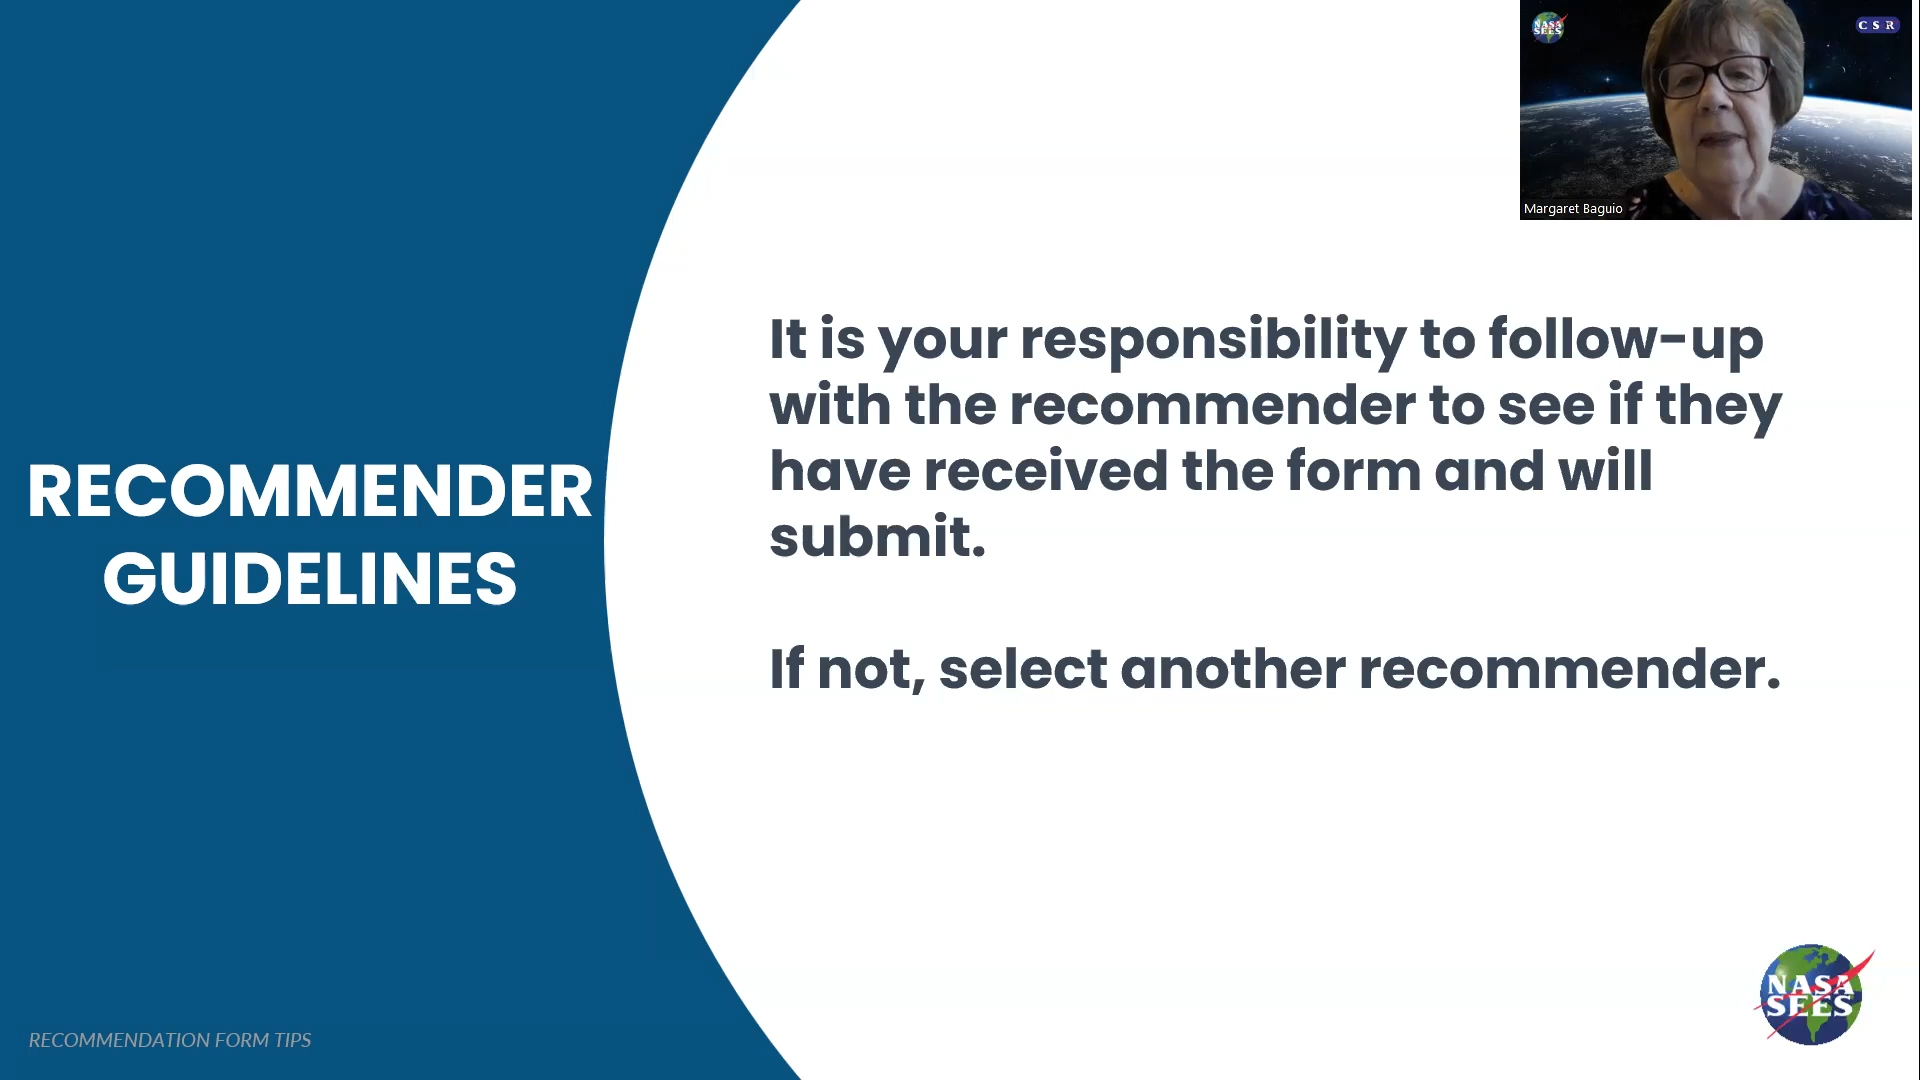 NASA
SEES
C S R
Margaret Baguio
RECOMMENDER
GUIDELINES
It is your responsibility to follow-up
with the recommender to see if they
have received the form and will
submit.
If not, select another recommender.
RECOMMENDATION FORM TIPS
NASA
SEES